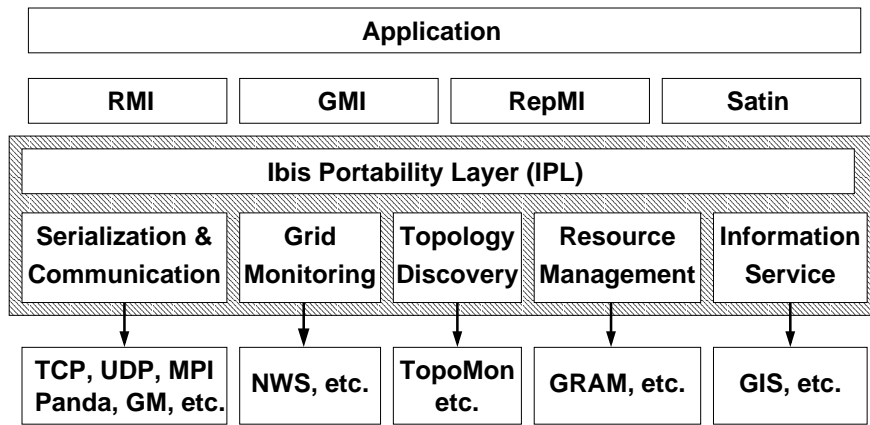 Application
RMI
GMI
RepMI
Satin
Ibis Portability Layer (IPL)
Serialization &
Communication
Grid
Monitoring
Topology
Discovery
Resource
Management
Information
Service
TCP, UDP, MPI
Panda, GM, etc.
NWS, etc.
TopoMon
etc.
GRAM, etc.
GIS, etc.